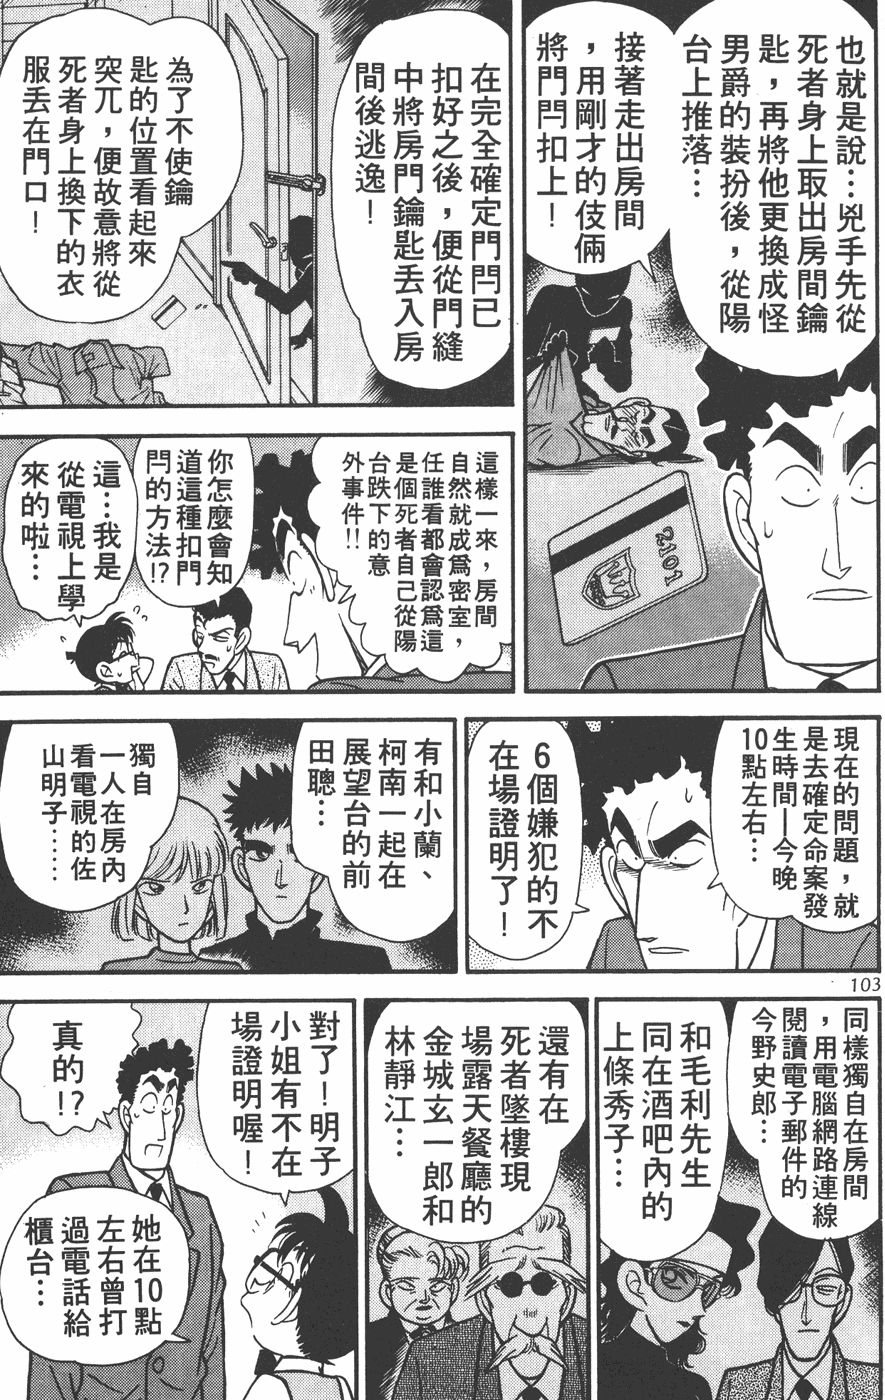 也就是說…兇手先從
死者身上取出房間鑰
匙，再將他更換成怪
男爵的裝扮後，從陽
台上推落…
接著走出房間
，用剛才的伎倆
將門閂扣上！
2101
在完全確定門閂已
扣好之後，便從門縫
中將房門鑰匙丟入房
間後逃逸！
為了不使鑰
匙的位置看起來
突兀，便故意將從
死者身上換下的衣
服丟在門口！
這樣一來，房間
自然就成為密室，
任誰看都會認為這
是個死者自己從陽
台跌下的意
外事件！！
你怎麼會知
道這種扣門
閂的方法！？
這…我是
從電視上學
來的啦…
現在的問題，就
是去確定命案發
生時間—今晚
10點左右…
6個嫌犯的不
在場證明了！
有和小蘭、
柯南一起在
展望台的前
田聰…
獨自
一人在房內
看電視的佐
山明子……
103
同樣獨自在房間
，用電腦網路連線
閱讀電子郵件的
今野史郎…
和毛利先生
同在酒吧內的
上條秀子…
還有在
死者墜樓現
場露天餐廳的
金城玄一郎和
林靜江…
對了！明子
小姐有不在
場證明喔！
真的！？
她在10點
左右曾打
過電話給
櫃台…